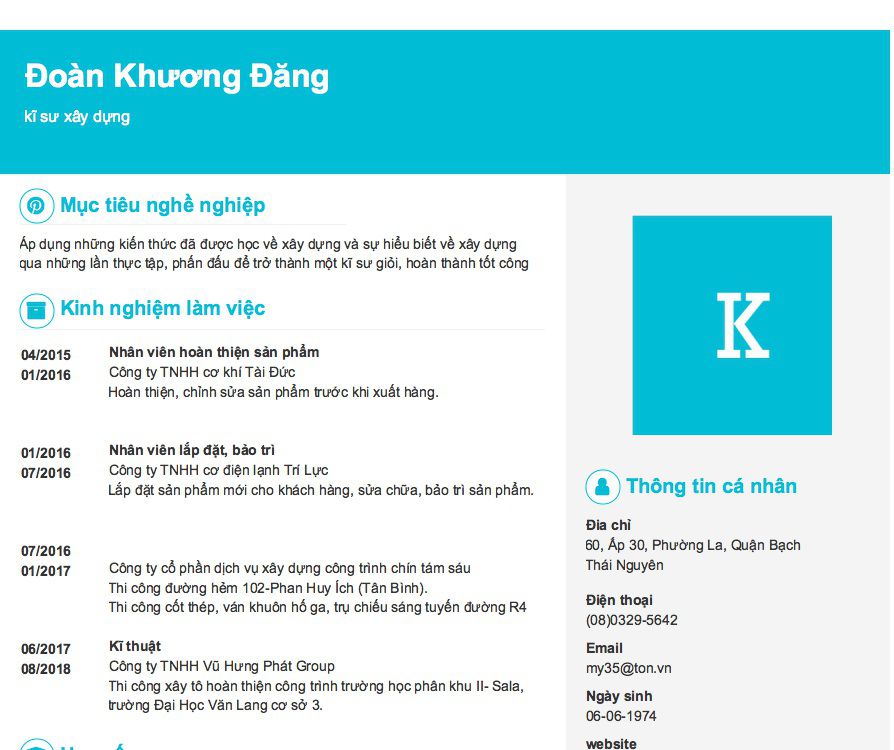 Đoàn Khương Đăng
kĩ sư xây dựng
Mục tiêu nghề nghiệp
Áp dụng những kiến thức đã được học về xây dựng và sự hiểu biết về xây dựng
qua những lần thực tập, phấn đấu để trở thành một kĩ sư giỏi, hoàn thành tốt công
Kinh nghiệm làm việc
04/2015
01/2016
Nhân viên hoàn thiện sản phẩm
Công ty TNHH cơ khí Tài Đức
Hoàn thiện, chỉnh sửa sản phẩm trước khi xuất hàng.
01/2016
07/2016
Nhân viên lắp đặt, bảo trì
Công ty TNHH cơ điện lạnh Trí Lực
Lắp đặt sản phẩm mới cho khách hàng, sửa chữa, bảo trì sản phẩm.
07/2016
01/2017
Công ty cổ phần dịch vụ xây dựng công trình chín tám sáu
Thi công đường hẻm 102-Phan Huy Ích (Tân Bình).
Thi công cốt thép, ván khuôn hố ga, trụ chiếu sáng tuyến đường R4
06/2017
08/2018
Kĩ thuật
Công ty TNHH Vũ Hưng Phát Group
Thi công xây tô hoàn thiện công trình trường học phân khu II- Sala,
trường Đại Học Văn Lang cơ sở 3.
K
Thông tin cá nhân
Địa chỉ
60, Ấp 30, Phường La, Quận Bạch
Thái Nguyên
Điện thoại
(08)0329-5642
Email
my35@ton.vn
Ngày sinh
06-06-1974
website